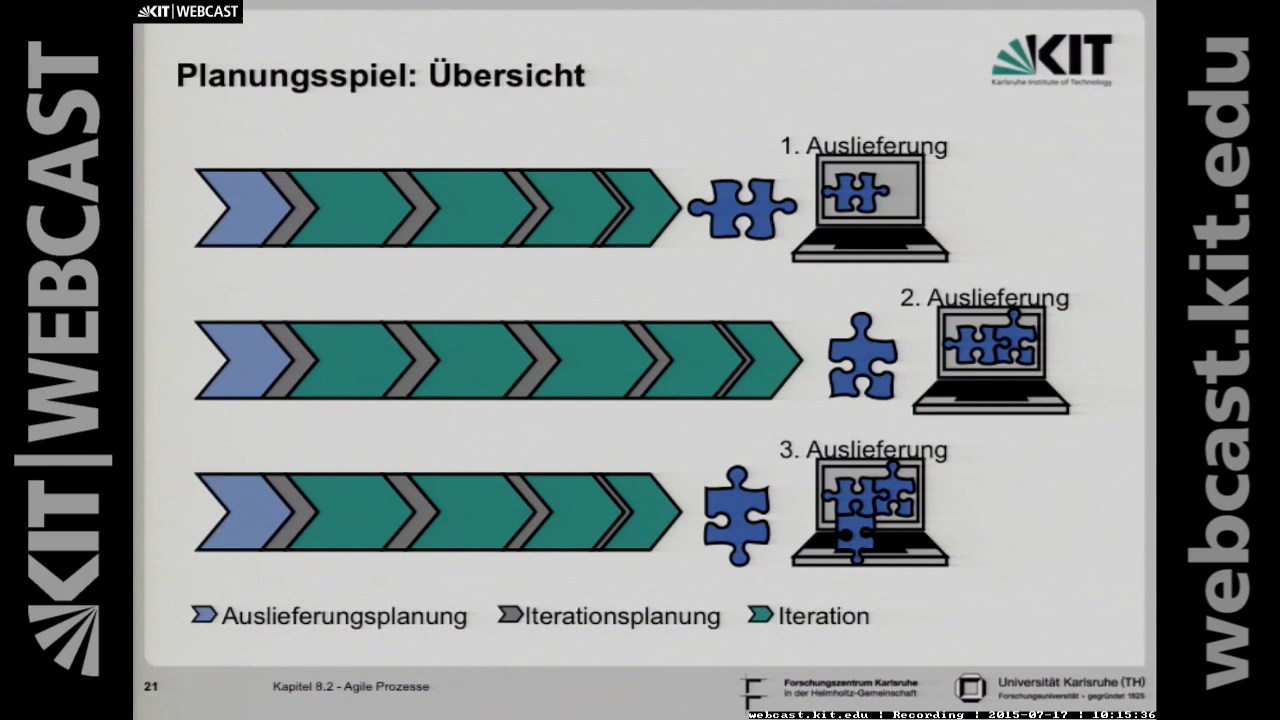 KIT | WEBCAST
KIT | WEBCAST
webcast.kit.edu
Planungsspiel: Übersicht
KIT
Karlsruhe Institute of Technology
1. Auslieferung
2. Auslieferung
3. Auslieferung
Auslieferungsplanung
Iterationsplanung
Iteration
21
Kapitel 8.2 - Agile Prozesse
Forschungszentrum Karlsruhe
in der Helmholtz-Gemeinschaft
Universität Karlsruhe (TH)
Forschungsuniversität • gegründet 1825
webcast.kit.edu | Recording | 2015-07-17 | 10:15:36